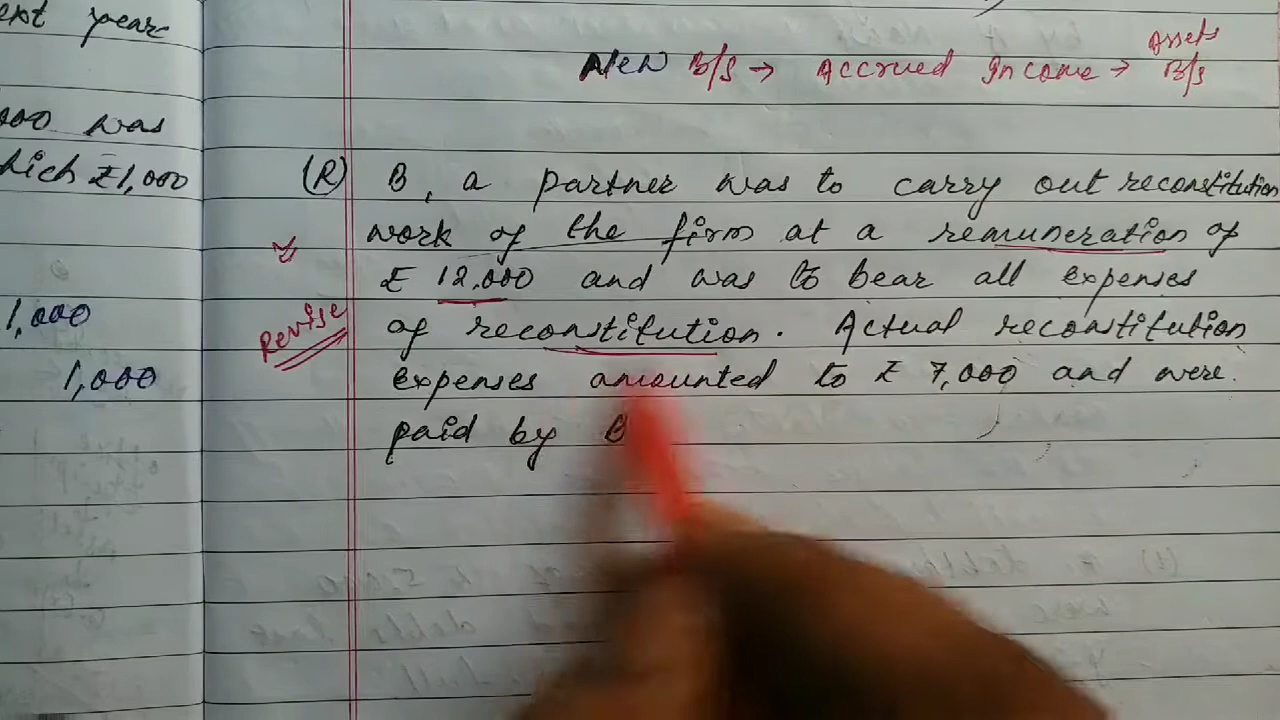 ext year
Assets
New B/S → Accrued Income → B/S
000 was
hich ₹1,000
(R) B, a partner was to carry out reconstitution
work of the firm at a remuneration of
₹ 12,000 and was to bear all expenses
1,000
Revise
of reconstitution. Actual reconstitution
1,000
expenses amounted to ₹ 7,000 and were
paid by B